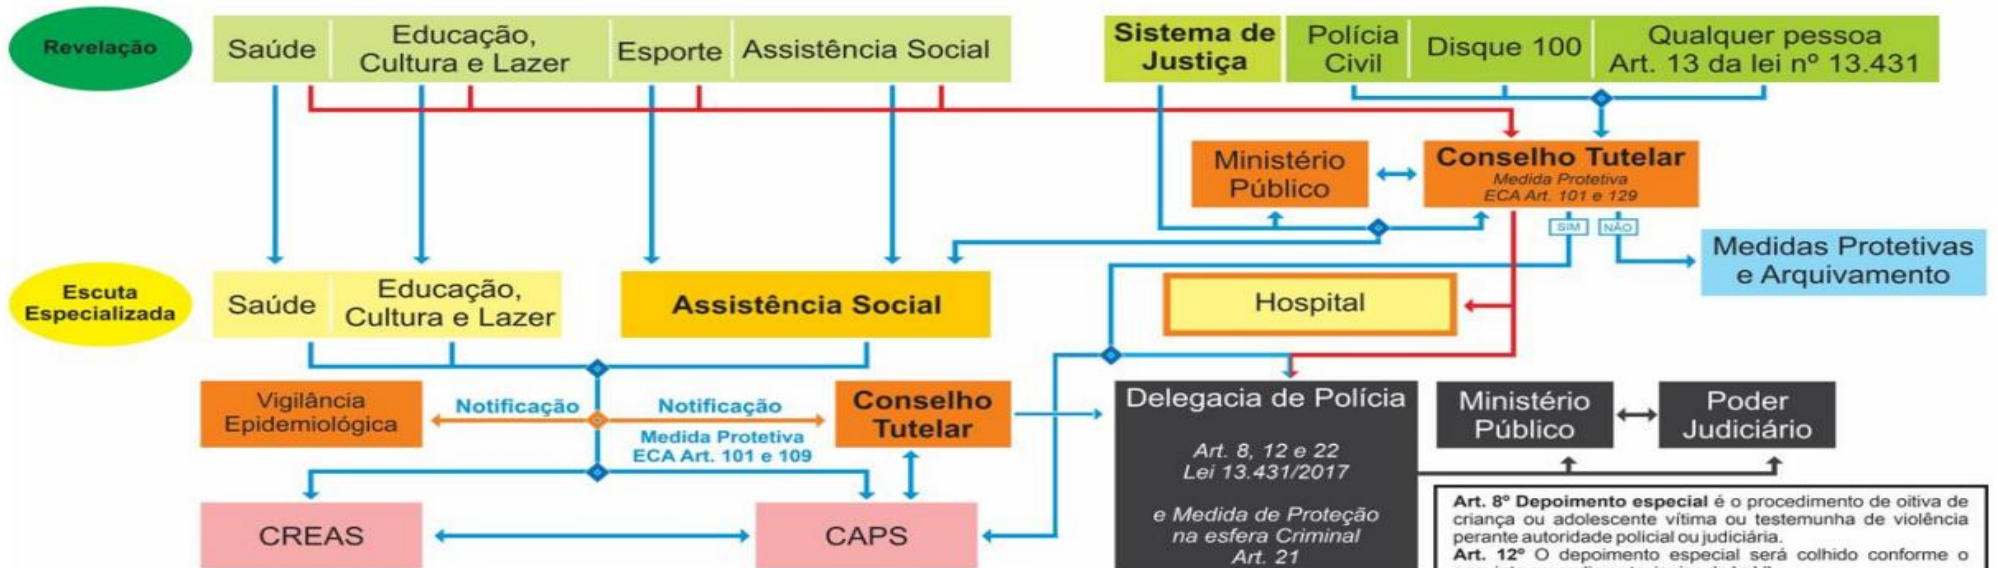 Revelação
Saúde
Educação,
Cultura e Lazer
Esporte
Assistência Social
Sistema de
Justiça
Polícia
Civil
Disque 100
Qualquer pessoa
Art. 13 da lei nº 13.431
Ministério
Público
Conselho Tutelar
Medida Protetiva
ECA Art. 101 e 129
SIM
NÃO
Medidas Protetivas
e Arquivamento
Escuta
Especializada
Saúde
Educação,
Cultura e Lazer
Assistência Social
Hospital
Vigilância
Epidemiológica
Notificação
Notificação
Medida Protetiva
ECA Art. 101 e 109
Conselho
Tutelar
Delegacia de Polícia
Art. 8, 12 e 22
Lei 13.431/2017
e Medida de Proteção
na esfera Criminal
Art. 21
Ministério
Público
Poder
Judiciário
CREAS
CAPS
Art. 8º Depoimento especial é o procedimento de oitiva de
criança ou adolescente vítima ou testemunha de violência
perante autoridade policial ou judiciária.
Art. 12º O depoimento especial será colhido conforme o